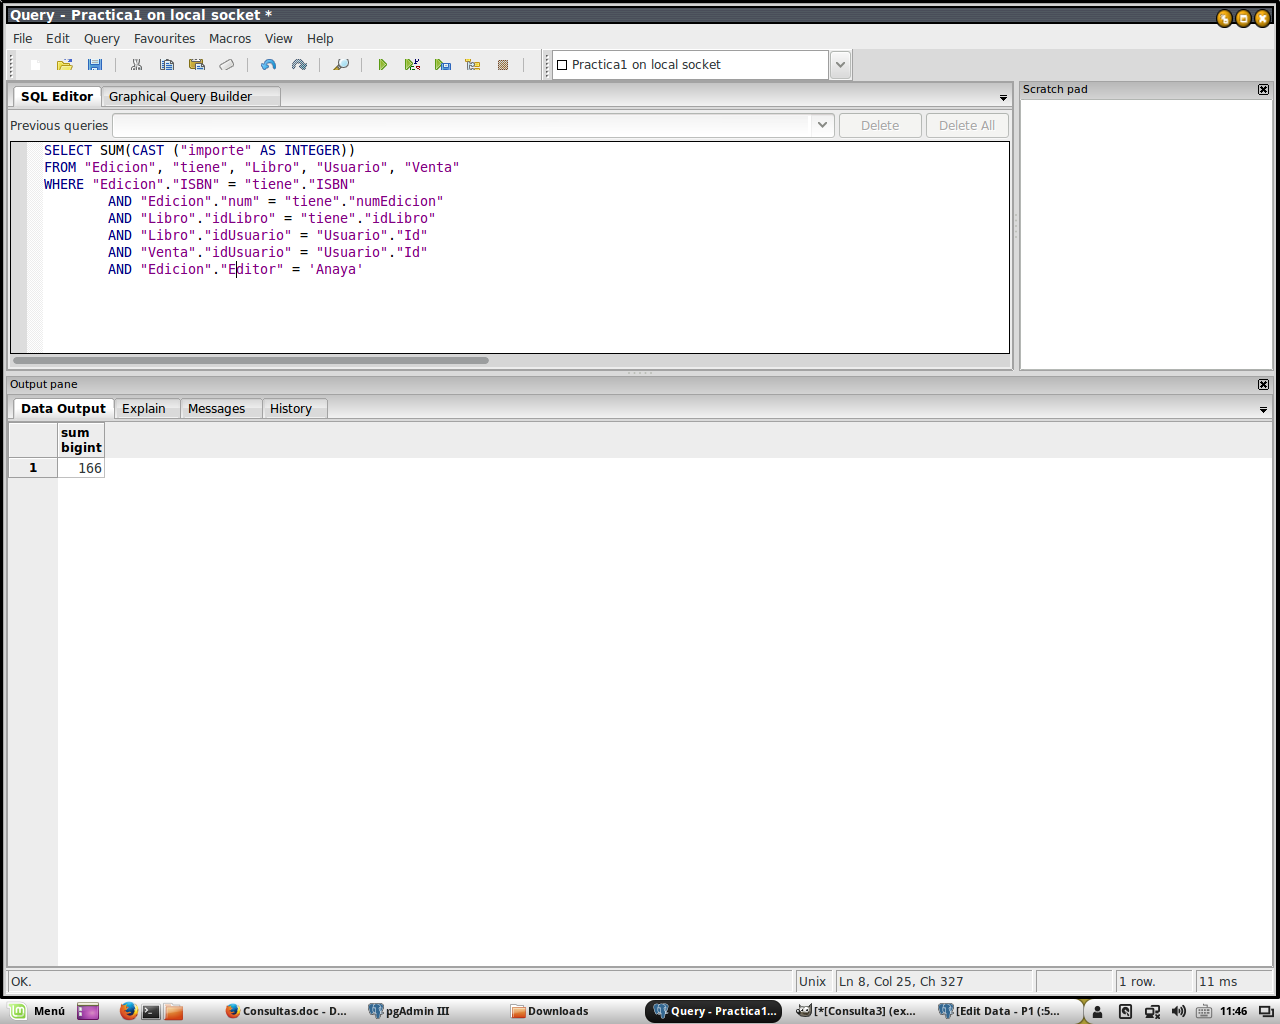 Query - Practica1 on local socket *
File Edit Query Favourites Macros View Help
Practica1 on local socket
SQL Editor Graphical Query Builder
Scratch pad
Previous queries Delete Delete All
SELECT SUM(CAST ("importe" AS INTEGER))
FROM "Edicion", "tiene", "Libro", "Usuario", "Venta"
WHERE "Edicion"."ISBN" = "tiene"."ISBN"
AND "Edicion"."num" = "tiene"."numEdicion"
AND "Libro"."idLibro" = "tiene"."idLibro"
AND "Libro"."idUsuario" = "Usuario"."Id"
AND "Venta"."idUsuario" = "Usuario"."Id"
AND "Edicion"."Editor" = 'Anaya'
Output pane
Data Output Explain Messages History
sum
bigint
1 166
OK. Unix Ln 8, Col 25, Ch 327 1 row. 11 ms
Menú Consultas.doc - D... pgAdmin III Downloads Query - Practica1... [*[Consulta3] (ex... [Edit Data - P1 (:5... 11:46